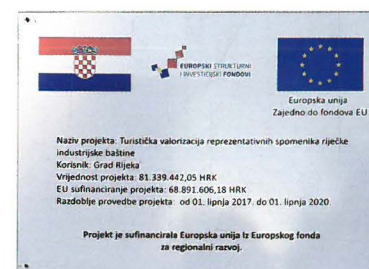 EUROPSKI STRUKTURNI
I INVESTICIJSKI FONDOVI
Europska unija
Zajedno do fondova EU
Naziv projekta: Turistička valorizacija reprezentativnih spomenika riječke
industrijske baštine
Korisnik: Grad Rijeka
Vrijednost projekta: 81.339.442,05 HRK
EU sufinanciranje projekta: 68.891.606,18 HRK
Razdoblje provedbe projekta: od 01. lipnja 2017. do 01. lipnja 2020.
Projekt je sufinancirala Europska unija iz Europskog fonda
za regionalni razvoj.